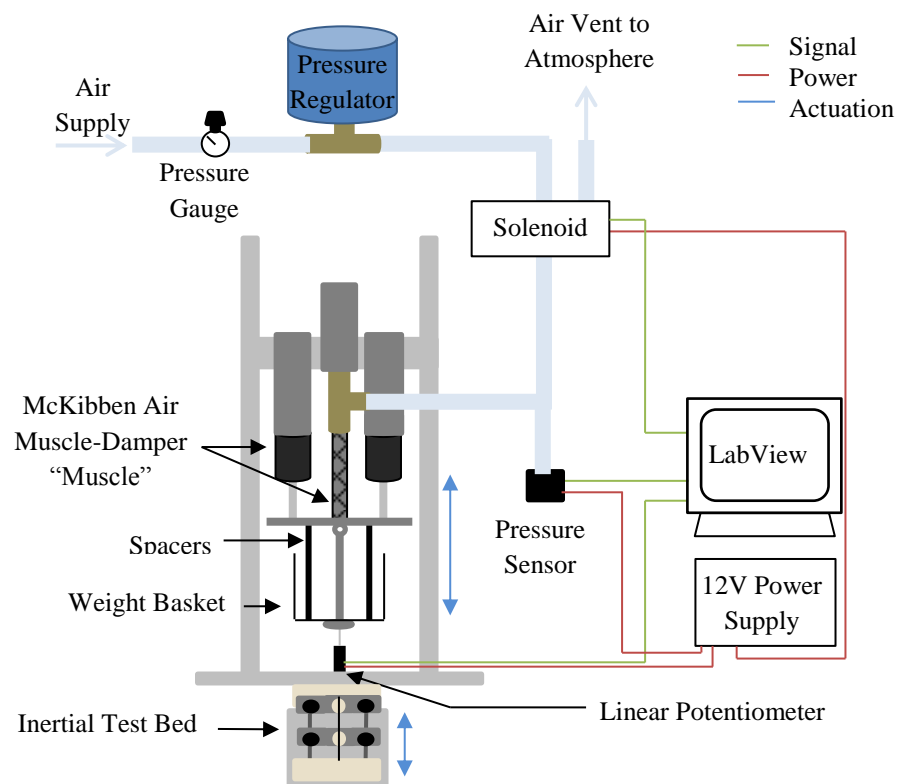 Air Vent to
Atmosphere
Signal
Power
Actuation
Pressure
Regulator
Air
Supply
Pressure
Gauge
Solenoid
McKibben Air
Muscle-Damper
“Muscle”
LabView
Pressure
Sensor
Spacers
Weight Basket
12V Power
Supply
Linear Potentiometer
Inertial Test Bed